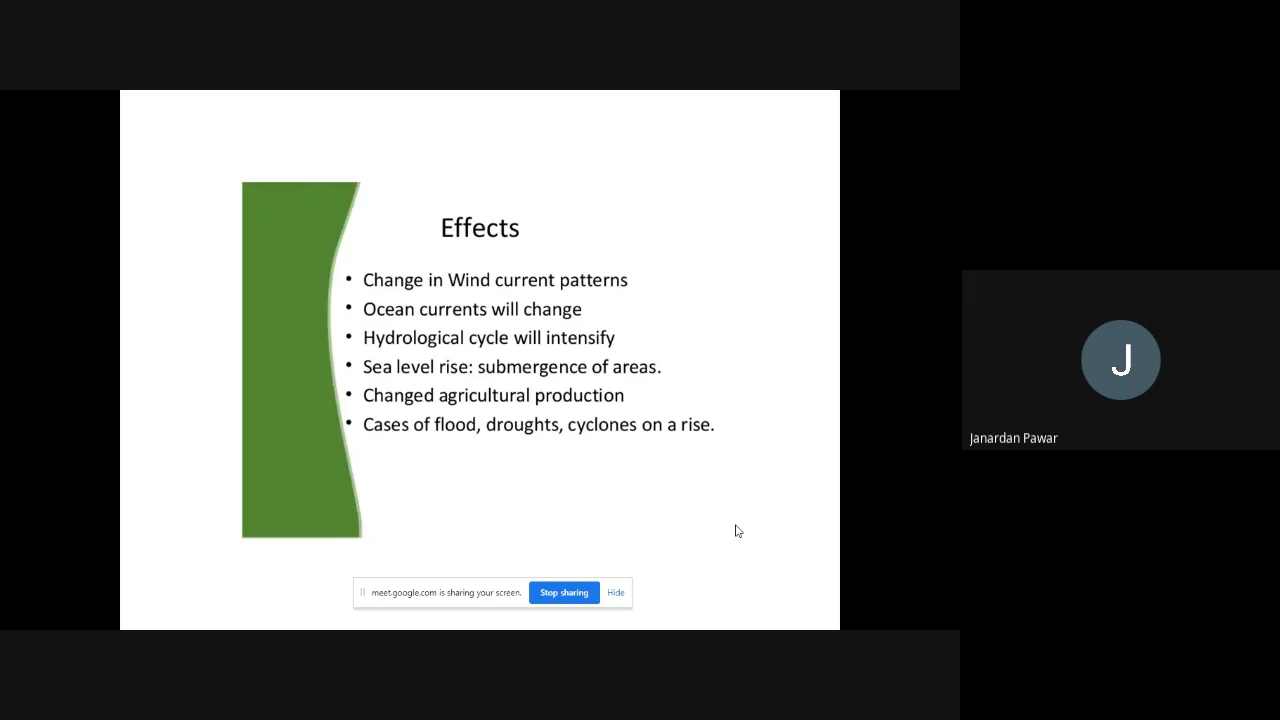 Effects
• Change in Wind current patterns
• Ocean currents will change
• Hydrological cycle will intensify
• Sea level rise: submergence of areas.
• Changed agricultural production
• Cases of flood, droughts, cyclones on a rise.
meet.google.com is sharing your screen. Stop sharing Hide
J
Janardan Pawar